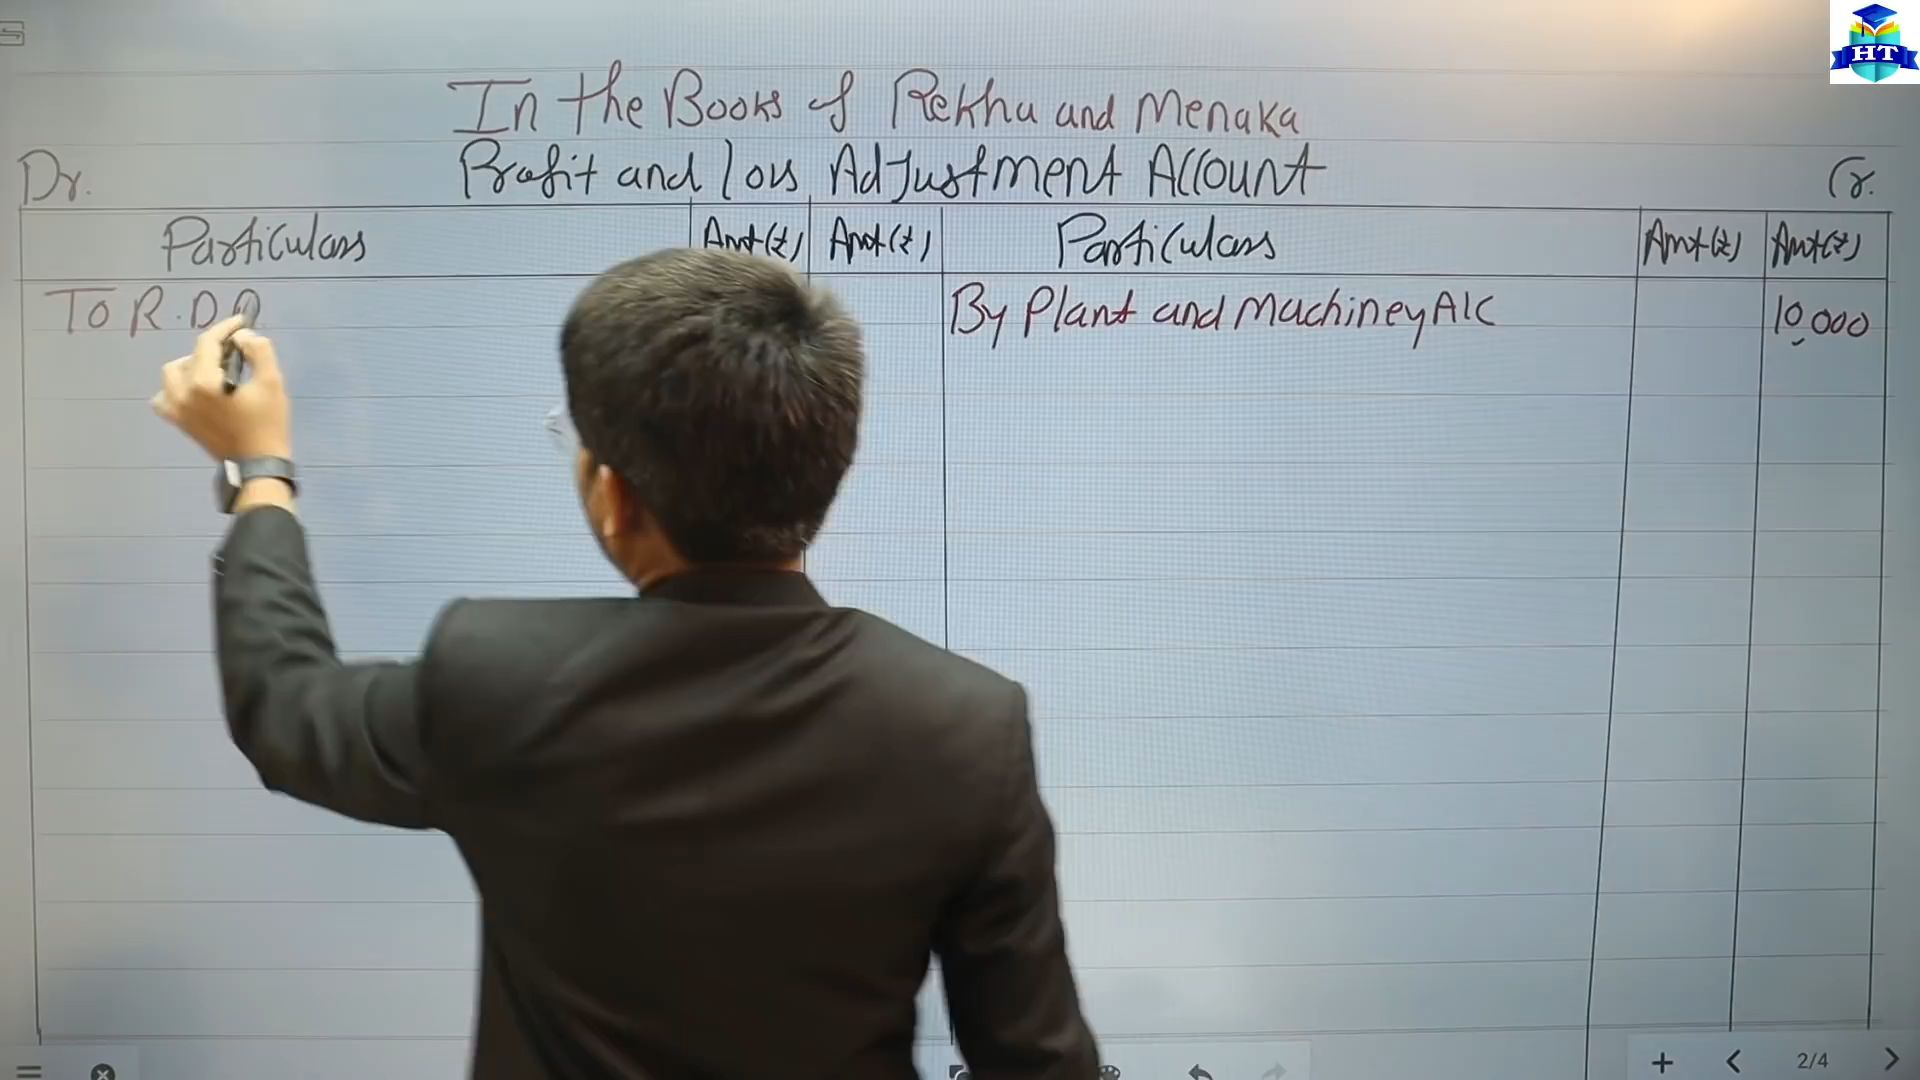 HT
In the Books of Rekha and Menaka
Dr. Profit and loss Adjustment Account Cr.
Particulars Amt(₹) Amt(₹) Particulars Amt(₹) Amt(₹)
To R.D.D By Plant and Machiney A/C 10,000
2/4